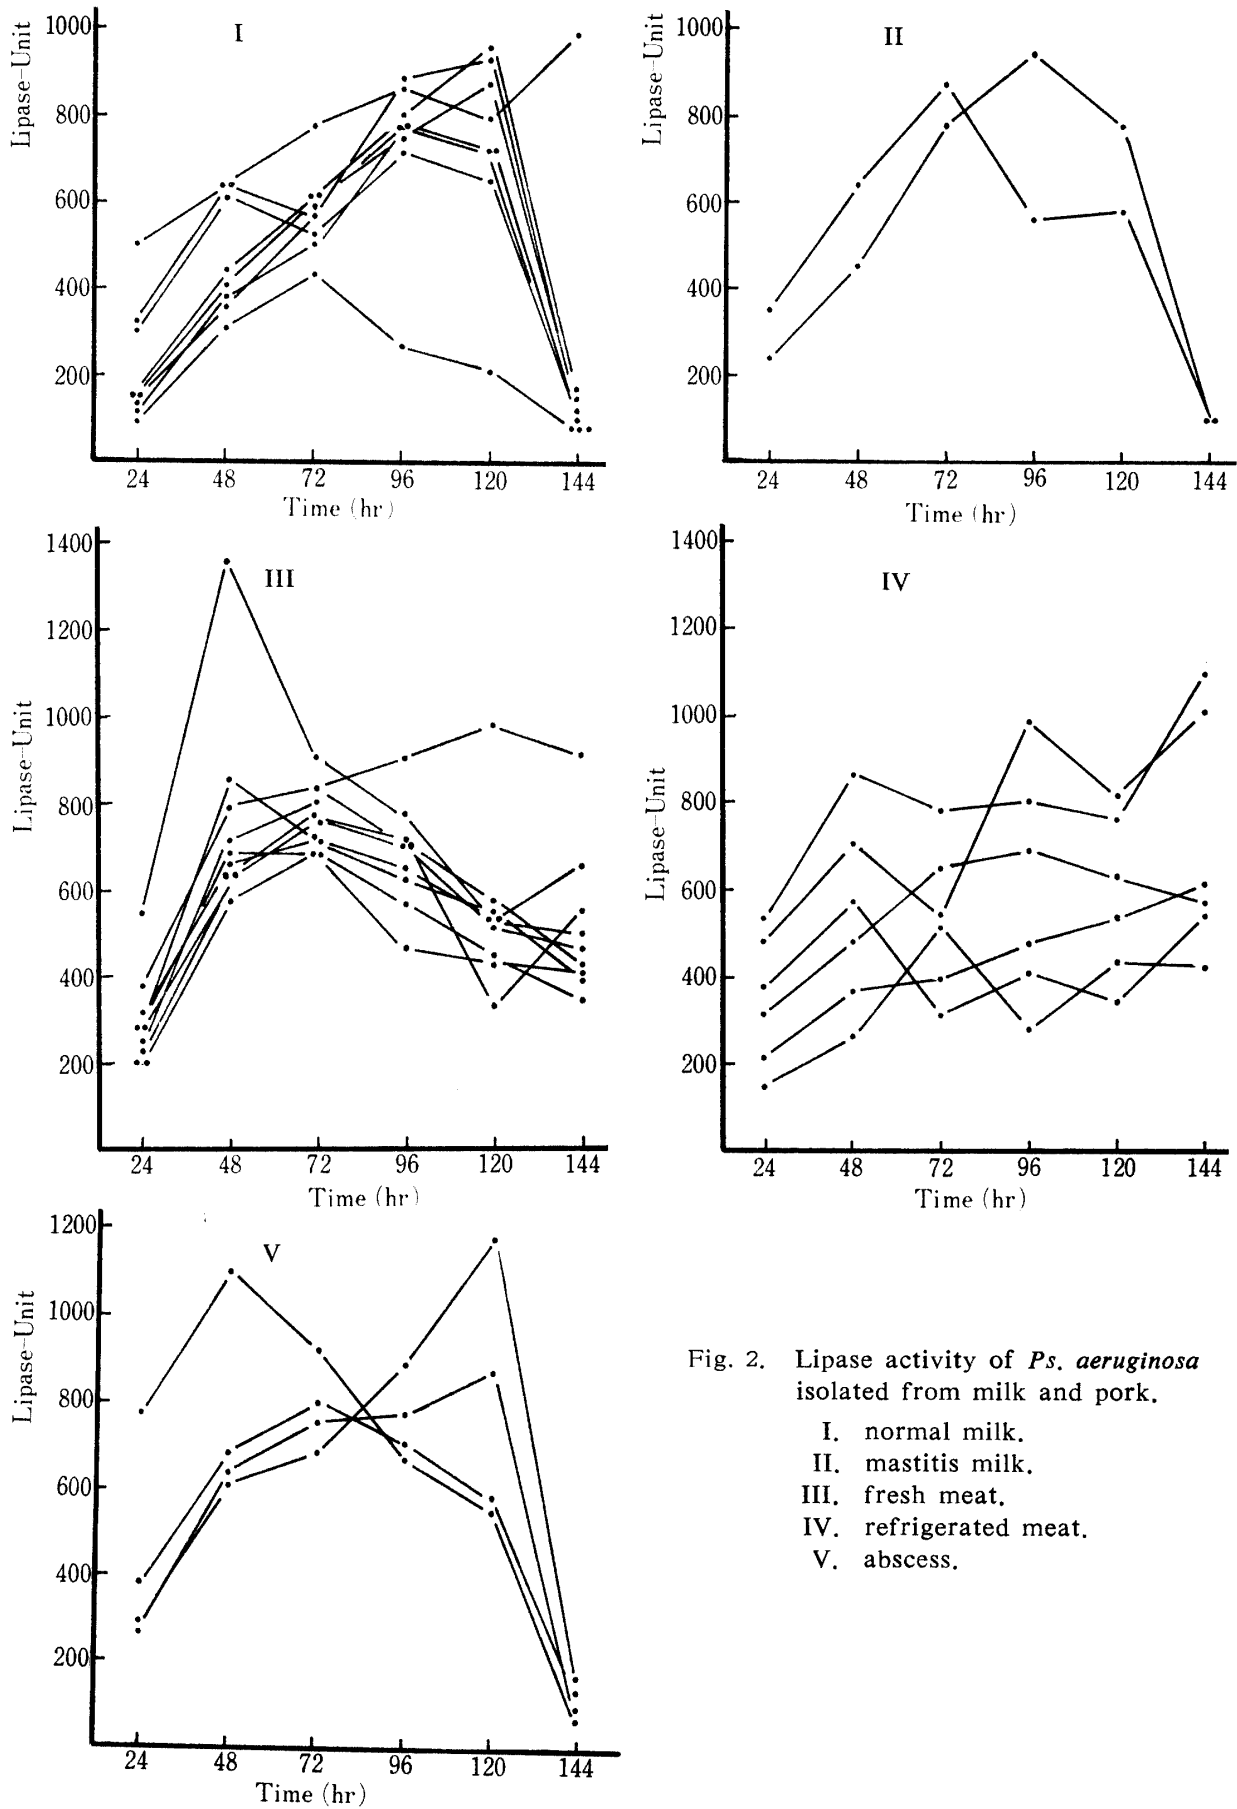 I
Lipase-Unit
1000
800
600
400
200
24 48 72 96 120 144
Time (hr)
II
Lipase-Unit
1000
800
600
400
200
24 48 72 96 120 144
Time (hr)
III
Lipase-Unit
1400
1200
1000
800
600
400
200
24 48 72 96 120 144
Time (hr)
IV
Lipase-Unit
1400
1200
1000
800
600
400
200
24 48 72 96 120 144
Time (hr)
V
Lipase-Unit
1200
1000
800
600
400
200
24 48 72 96 120 144
Time (hr)
Fig. 2. Lipase activity of Ps. aeruginosa
isolated from milk and pork.
I. normal milk.
II. mastitis milk.
III. fresh meat.
IV. refrigerated meat.
V. abscess.